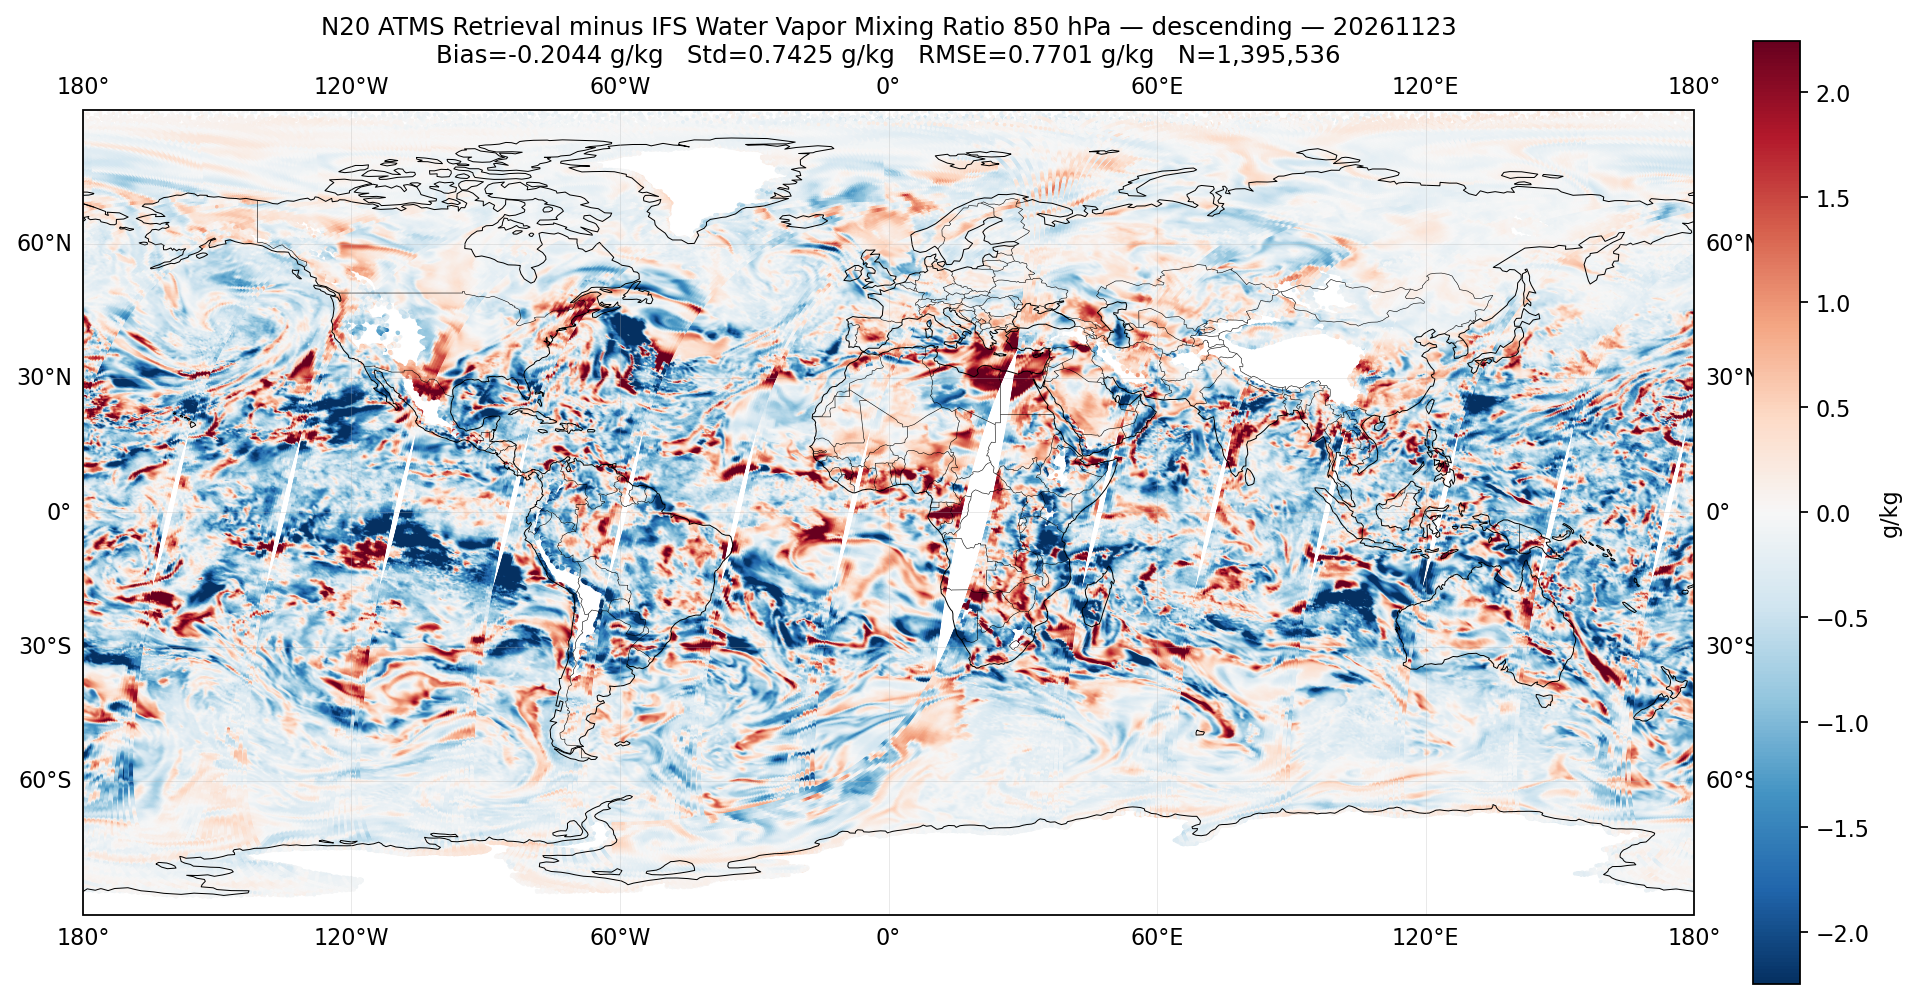 N20 ATMS Retrieval minus IFS Water Vapor Mixing Ratio 850 hPa — descending — 20261123
Bias=-0.2044 g/kg Std=0.7425 g/kg RMSE=0.7701 g/kg N=1,395,536
180° 120°W 60°W 0° 60°E 120°E 180°
60°N 60°N
30°N 30°N
0° 0°
30°S 30°S
60°S 60°S
180° 120°W 60°W 0° 60°E 120°E 180°
2.0
1.5
1.0
0.5
0.0
−0.5
−1.0
−1.5
−2.0
g/kg